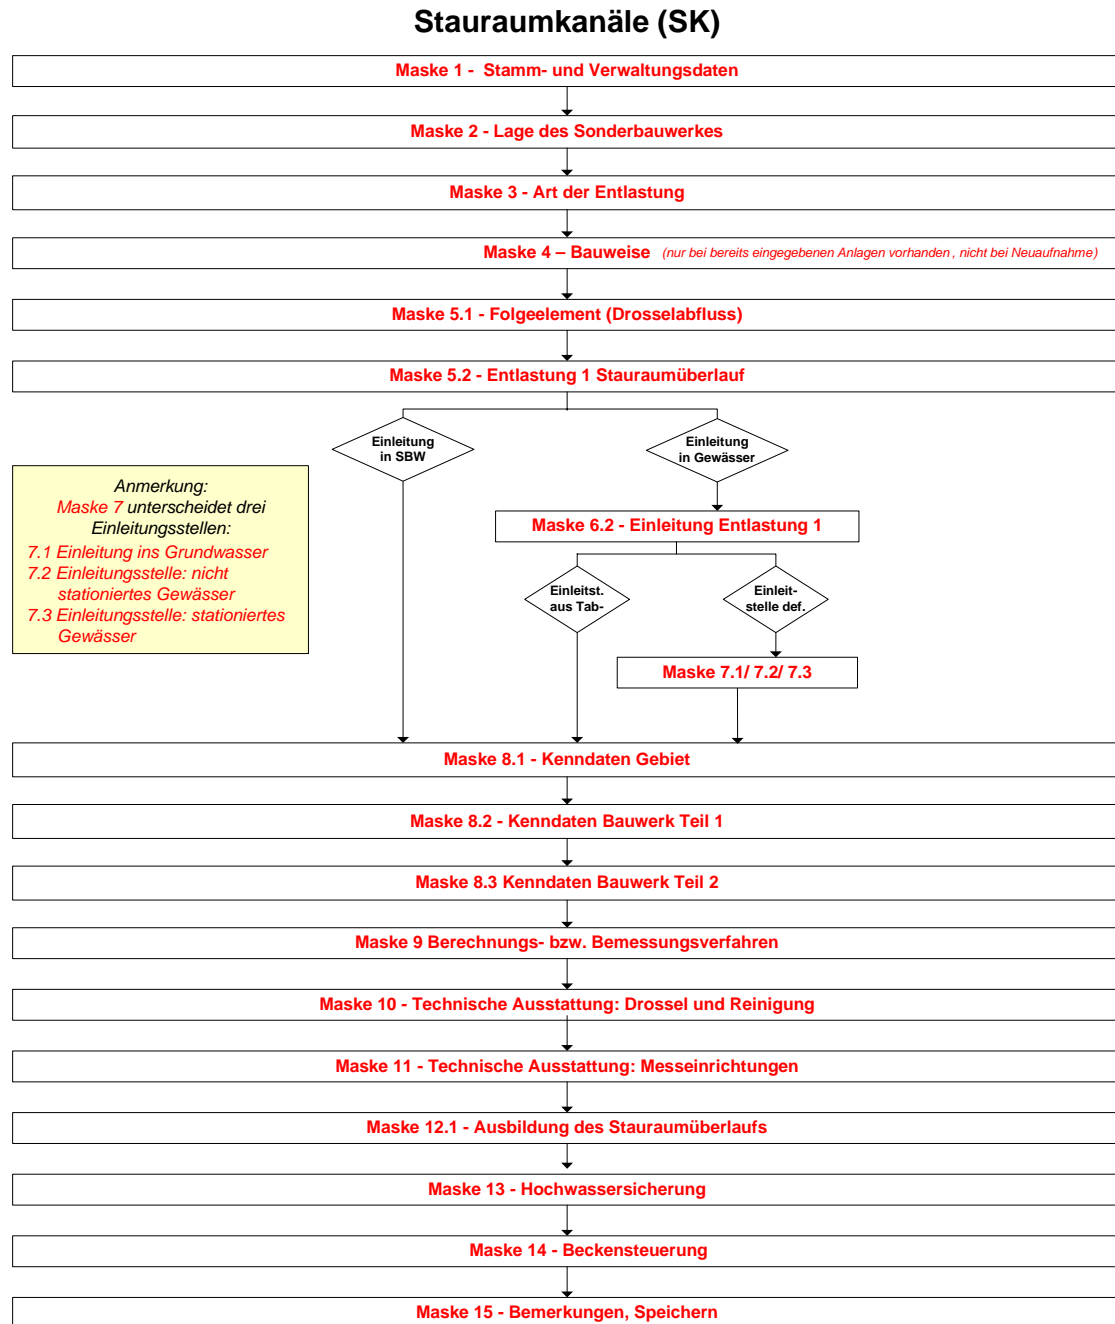 Stauraumkanäle (SK)
Maske 1 - Stamm- und Verwaltungsdaten
Maske 2 - Lage des Sonderbauwerkes
Maske 3 - Art der Entlastung
Maske 4 – Bauweise (nur bei bereits eingegebenen Anlagen vorhanden , nicht bei Neuaufnahme)
Maske 5.1 - Folgeelement (Drosselabfluss)
Maske 5.2 - Entlastung 1 Stauraumüberlauf
Einleitung
in SBW
Einleitung
in Gewässer
Anmerkung:
Maske 7 unterscheidet drei
Einleitungsstellen:
7.1 Einleitung ins Grundwasser
7.2 Einleitungsstelle: nicht
stationiertes Gewässer
7.3 Einleitungsstelle: stationiertes
Gewässer
Maske 6.2 - Einleitung Entlastung 1
Einleitst.
aus Tab-
Einleit-
stelle def.
Maske 7.1/ 7.2/ 7.3
Maske 8.1 - Kenndaten Gebiet
Maske 8.2 - Kenndaten Bauwerk Teil 1
Maske 8.3 Kenndaten Bauwerk Teil 2
Maske 9 Berechnungs- bzw. Bemessungsverfahren
Maske 10 - Technische Ausstattung: Drossel und Reinigung
Maske 11 - Technische Ausstattung: Messeinrichtungen
Maske 12.1 - Ausbildung des Stauraumüberlaufs
Maske 13 - Hochwassersicherung
Maske 14 - Beckensteuerung
Maske 15 - Bemerkungen, Speichern